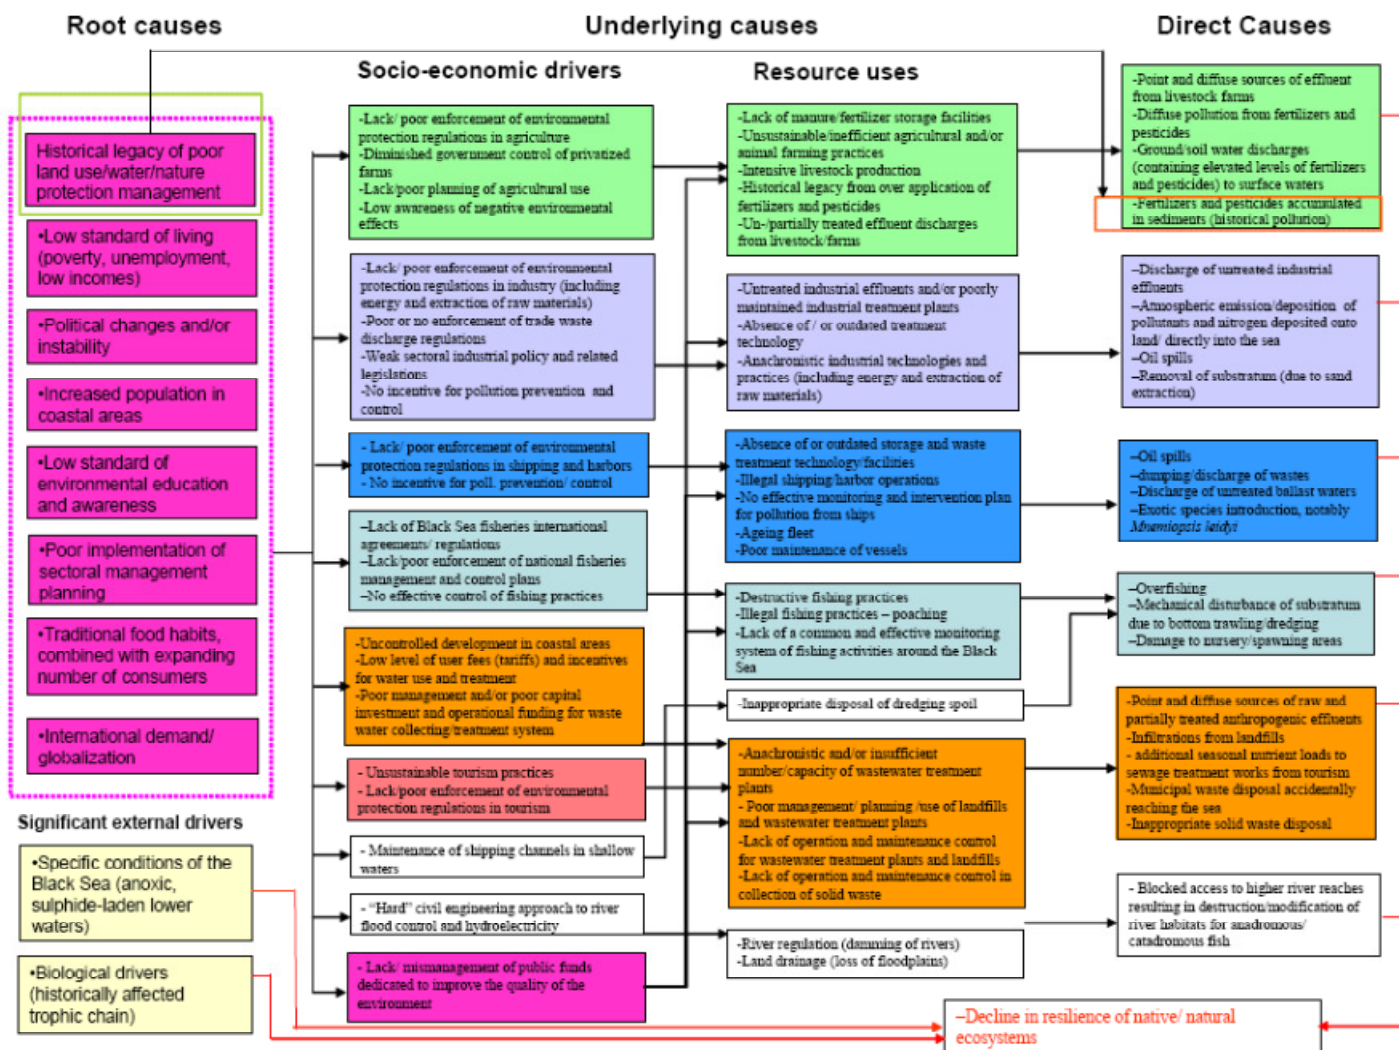 Root causes
Underlying causes
Direct Causes
Socio-economic drivers
Resource uses
Historical legacy of poor
land use/water/nature
protection management
•Low standard of living
(poverty, unemployment,
low incomes)
•Political changes and/or
instability
•Increased population in
coastal areas
•Low standard of
environmental education
and awareness
•Poor implementation of
sectoral management
planning
•Traditional food habits,
combined with expanding
number of consumers
•International demand/
globalization
Significant external drivers
•Specific conditions of the
Black Sea (anoxic,
sulphide-laden lower
waters)
•Biological drivers
(historically affected
trophic chain)
-Lack/ poor enforcement of environmental
protection regulations in agriculture
-Diminished government control of privatized
farms
-Lack/poor planning of agricultural use
-Low awareness of negative environmental
effects
-Lack/ poor enforcement of environmental
protection regulations in industry (including
energy and extraction of raw materials)
-Poor or no enforcement of trade waste
discharge regulations
-Weak sectoral industrial policy and related
legislations
-No incentive for pollution prevention and
control
- Lack/ poor enforcement of environmental
protection regulations in shipping and harbors
- No incentive for poll. prevention/ control
–Lack of Black Sea fisheries international
agreements/ regulations
–Lack/poor enforcement of national fisheries
management and control plans
–No effective control of fishing practices
-Uncontrolled development in coastal areas
-Low level of user fees (tariffs) and incentives
for water use and treatment
-Poor management and/or poor capital
investment and operational funding for waste
water collecting/treatment system
- Unsustainable tourism practices
- Lack/poor enforcement of environmental
protection regulations in tourism
- Maintenance of shipping channels in shallow
waters
- “Hard” civil engineering approach to river
flood control and hydroelectricity
- Lack/ mismanagement of public funds
dedicated to improve the quality of the
environment
-Lack of manure/fertilizer storage facilities
-Unsustainable/inefficient agricultural and/or
animal farming practices
-Intensive livestock production
-Historical legacy from over application of
fertilizers and pesticides
-Un-/partially treated effluent discharges
from livestock/farms
-Untreated industrial effluents and/or poorly
maintained industrial treatment plants
-Absence of / or outdated treatment
technology
-Anachronistic industrial technologies and
practices (including energy and extraction of
raw materials)
-Absence of or outdated storage and waste
treatment technology/facilities
-Illegal shipping/harbor operations
-No effective monitoring and intervention plan
for pollution from ships
-Ageing fleet
-Poor maintenance of vessels
-Destructive fishing practices
-Illegal fishing practices – poaching
-Lack of a common and effective monitoring
system of fishing activities around the Black
Sea
-Inappropriate disposal of dredging spoil
-Anachronistic and/or insufficient
number/capacity of wastewater treatment
plants
- Poor management/ planning /use of landfills
and wastewater treatment plants
-Lack of operation and maintenance control
for wastewater treatment plants and landfills
-Lack of operation and maintenance control in
collection of solid waste
-River regulation (damming of rivers)
-Land drainage (loss of floodplains)
-Point and diffuse sources of effluent
from livestock farms
-Diffuse pollution from fertilizers and
pesticides
-Ground/soil water discharges
(containing elevated levels of fertilizers
and pesticides) to surface waters
-Fertilizers and pesticides accumulated
in sediments (historical pollution)
–Discharge of untreated industrial
effluents
–Atmospheric emission/deposition of
pollutants and nitrogen deposited onto
land/ directly into the sea
–Oil spills
–Removal of substratum (due to sand
extraction)
–Oil spills
–dumping/discharge of wastes
–Discharge of untreated ballast waters
–Exotic species introduction, notably
Mnemiopsis leidyi
–Overfishing
–Mechanical disturbance of substratum
due to bottom trawling/dredging
–Damage to nursery/spawning areas
-Point and diffuse sources of raw and
partially treated anthropogenic effluents
-Infiltrations from landfills
- additional seasonal nutrient loads to
sewage treatment works from tourism
-Municipal waste disposal accidentally
reaching the sea
-Inappropriate solid waste disposal
- Blocked access to higher river reaches
resulting in destruction/modification of
river habitats for anadromous/
catadromous fish
–Decline in resilience of native/ natural
ecosystems